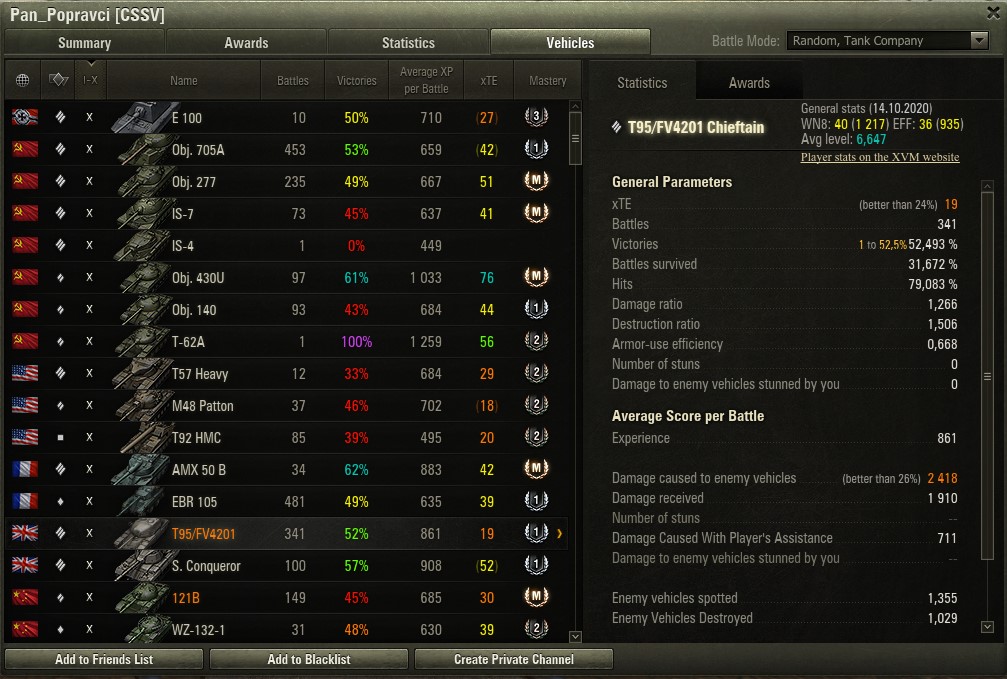 Pan_Popravci [CSSV]
Summary Awards Statistics Vehicles Battle Mode: Random, Tank Company
I-X Name Battles Victories Average XP per Battle xTE Mastery
X E 100 10 50% 710 (27) 3
X Obj. 705A 453 53% 659 (42) 1
X Obj. 277 235 49% 667 51 M
X IS-7 73 45% 637 41 M
X IS-4 1 0% 449
X Obj. 430U 97 61% 1 033 76 M
X Obj. 140 93 43% 684 44 1
X T-62A 1 100% 1 259 56 2
X T57 Heavy 12 33% 684 29 2
X M48 Patton 37 46% 702 (18) 2
X T92 HMC 85 39% 495 20 2
X AMX 50 B 34 62% 883 42 M
X EBR 105 481 49% 635 39 1
X T95/FV4201 341 52% 861 19 1
X S. Conqueror 100 57% 908 (52) 1
X 121B 149 45% 685 30 M
X WZ-132-1 31 48% 630 39 2
Statistics Awards
T95/FV4201 Chieftain
General stats (14.10.2020)
WN8: 40 (1 217) EFF: 36 (935)
Avg level: 6,647
Player stats on the XVM website
General Parameters
xTE (better than 24%) 19
Battles 341
Victories 1 to 52,5% 52,493 %
Battles survived 31,672 %
Hits 79,083 %
Damage ratio 1,266
Destruction ratio 1,506
Armor-use efficiency 0,668
Number of stuns 0
Damage to enemy vehicles stunned by you 0
Average Score per Battle
Experience 861
Damage caused to enemy vehicles (better than 26%) 2 418
Damage received 1 910
Number of stuns --
Damage Caused With Player's Assistance 711
Damage to enemy vehicles stunned by you --
Enemy vehicles spotted 1,355
Enemy Vehicles Destroyed 1,029
Add to Friends List Add to Blacklist Create Private Channel